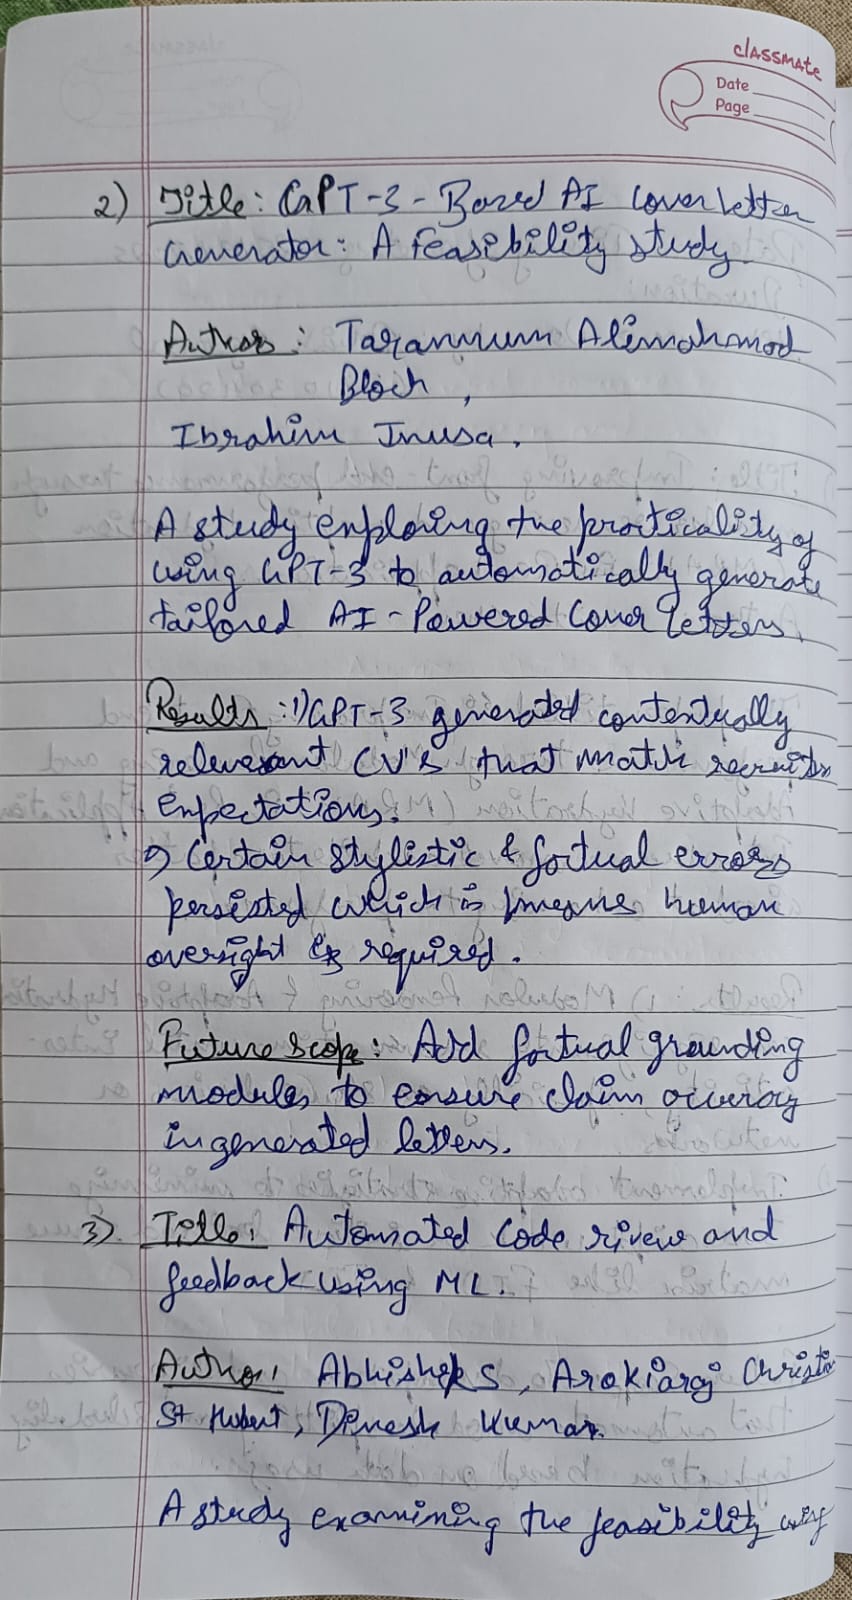 classmate
Date
Page
2) Title: GPT-3-Based AI Cover Letter
Generator: A feasibility study.
Authors: Tarannum Alimahmod
Bloch,
Ibrahim Inusa.
A study exploring the practicality of
using GPT-3 to automatically generate
tailored AI-Powered Cover Letters.
Results: 1) GPT-3 generated contextually
relevant CV's that match recruiter
expectations.
2) Certain stylistic & factual errors
persisted which is means human
oversight is required.
Future Scope: Add factual grounding
modules to ensure claim accuracy
in generated letters.
3) Title: Automated Code riview and
feedback using ML.
Author: Abhishek S, Arokiaraj Christian
St Hubert, Dinesh Kumar.
A study examining the feasibility using